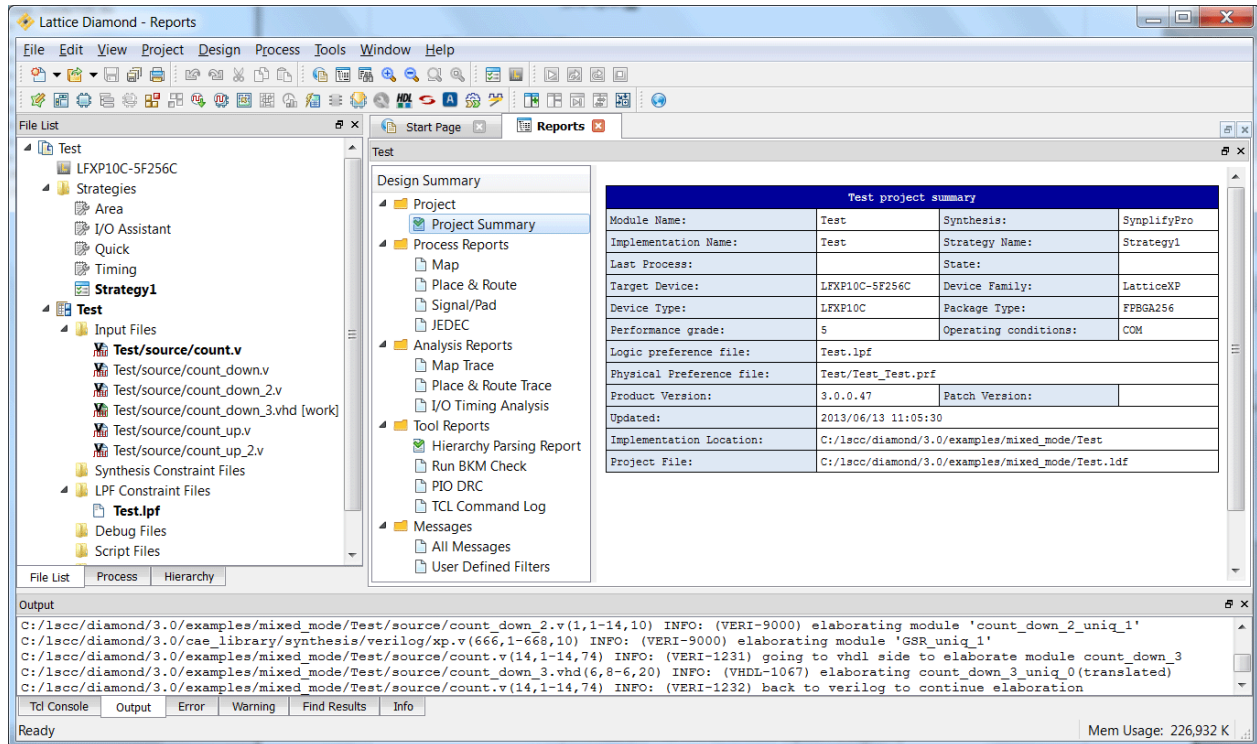 Lattice Diamond - Reports
File Edit View Project Design Process Tools Window Help
File List
Start Page
Reports
Test
LFXP10C-5F256C
Strategies
Area
I/O Assistant
Quick
Timing
Strategy1
Test
Input Files
Test/source/count.v
Test/source/count_down.v
Test/source/count_down_2.v
Test/source/count_down_3.vhd [work]
Test/source/count_up.v
Test/source/count_up_2.v
Synthesis Constraint Files
LPF Constraint Files
Test.lpf
Debug Files
Script Files
File List Process Hierarchy
Test
Design Summary
Project
Project Summary
Process Reports
Map
Place & Route
Signal/Pad
JEDEC
Analysis Reports
Map Trace
Place & Route Trace
I/O Timing Analysis
Tool Reports
Hierarchy Parsing Report
Run BKM Check
PIO DRC
TCL Command Log
Messages
All Messages
User Defined Filters
Test project summary
Module Name: Test Synthesis: SynplifyPro
Implementation Name: Test Strategy Name: Strategy1
Last Process: State:
Target Device: LFXP10C-5F256C Device Family: LatticeXP
Device Type: LFXP10C Package Type: FPBGA256
Performance grade: 5 Operating conditions: COM
Logic preference file: Test.lpf
Physical Preference file: Test/Test_Test.prf
Product Version: 3.0.0.47 Patch Version:
Updated: 2013/06/13 11:05:30
Implementation Location: C:/lscc/diamond/3.0/examples/mixed_mode/Test
Project File: C:/lscc/diamond/3.0/examples/mixed_mode/Test.ldf
Output
C:/lscc/diamond/3.0/examples/mixed_mode/Test/source/count_down_2.v(1,1-14,10) INFO: (VERI-9000) elaborating module 'count_down_2_uniq_1'
C:/lscc/diamond/3.0/cae_library/synthesis/verilog/xp.v(666,1-668,10) INFO: (VERI-9000) elaborating module 'GSR_uniq_1'
C:/lscc/diamond/3.0/examples/mixed_mode/Test/source/count.v(14,1-14,74) INFO: (VERI-1231) going to vhdl side to elaborate module count_down_3
C:/lscc/diamond/3.0/examples/mixed_mode/Test/source/count_down_3.vhd(6,8-6,20) INFO: (VHDL-1067) elaborating count_down_3_uniq_0(translated)
C:/lscc/diamond/3.0/examples/mixed_mode/Test/source/count.v(14,1-14,74) INFO: (VERI-1232) back to verilog to continue elaboration
Tcl Console Output Error Warning Find Results Info
Ready
Mem Usage: 226,932 K